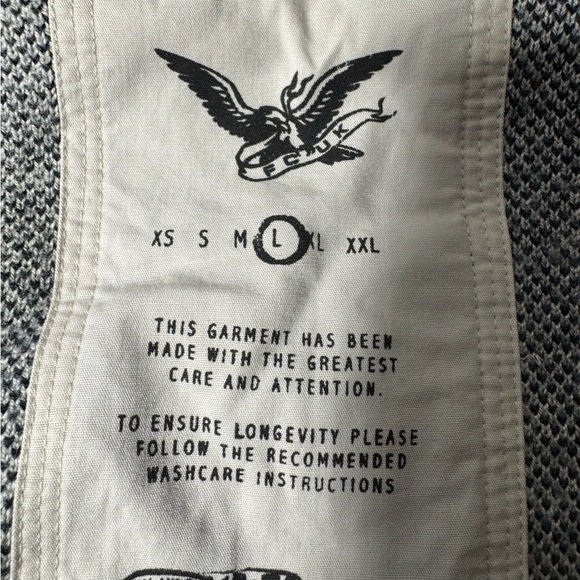 FCUK
XS S M L XL XXL
THIS GARMENT HAS BEEN
MADE WITH THE GREATEST
CARE AND ATTENTION.
TO ENSURE LONGEVITY PLEASE
FOLLOW THE RECOMMENDED
WASHCARE INSTRUCTIONS